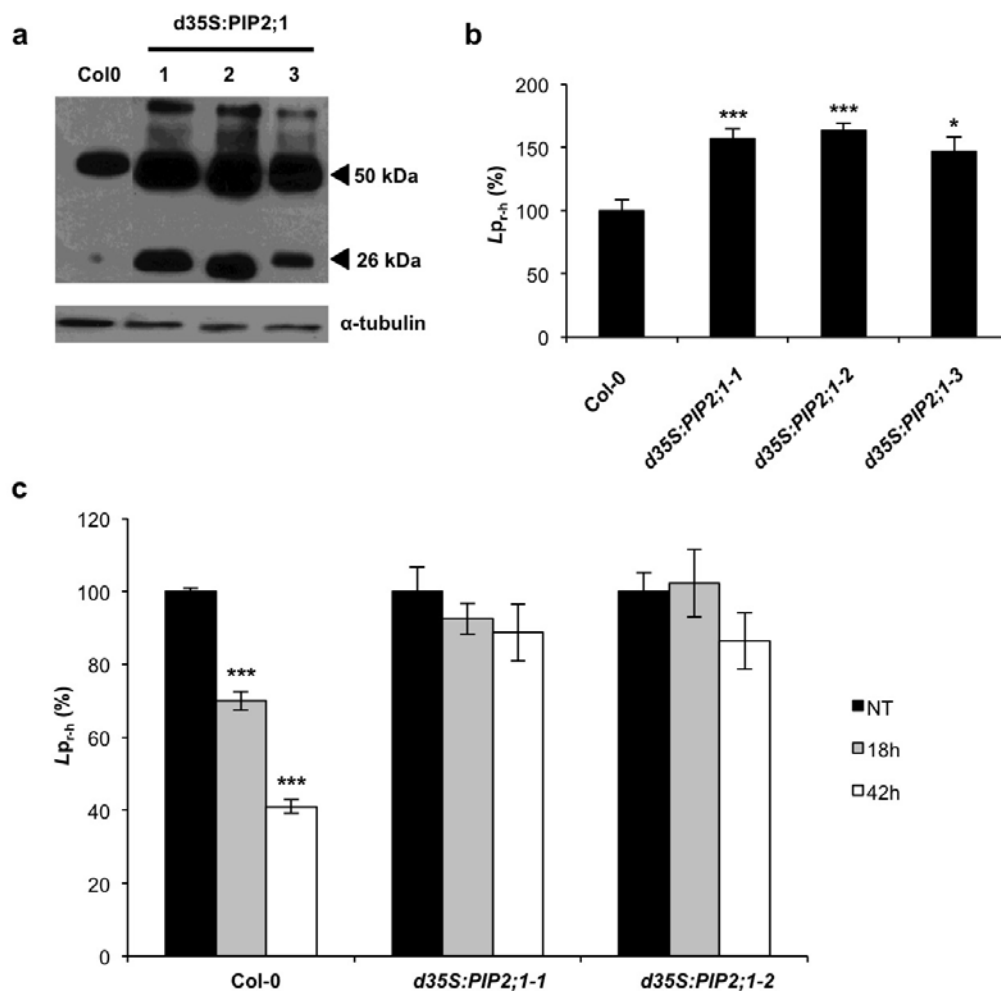 a
d35S:PIP2;1
Col0 1 2 3
50 kDa
26 kDa
α-tubulin
b
Lpr-h (%)
200
150
100
50
0
*** *** *
Col-0
d35S:PIP2;1-1
d35S:PIP2;1-2
d35S:PIP2;1-3
c
Lpr-h (%)
120
100
80
60
40
20
0
***
***
Col-0 d35S:PIP2;1-1 d35S:PIP2;1-2
NT
18h
42h